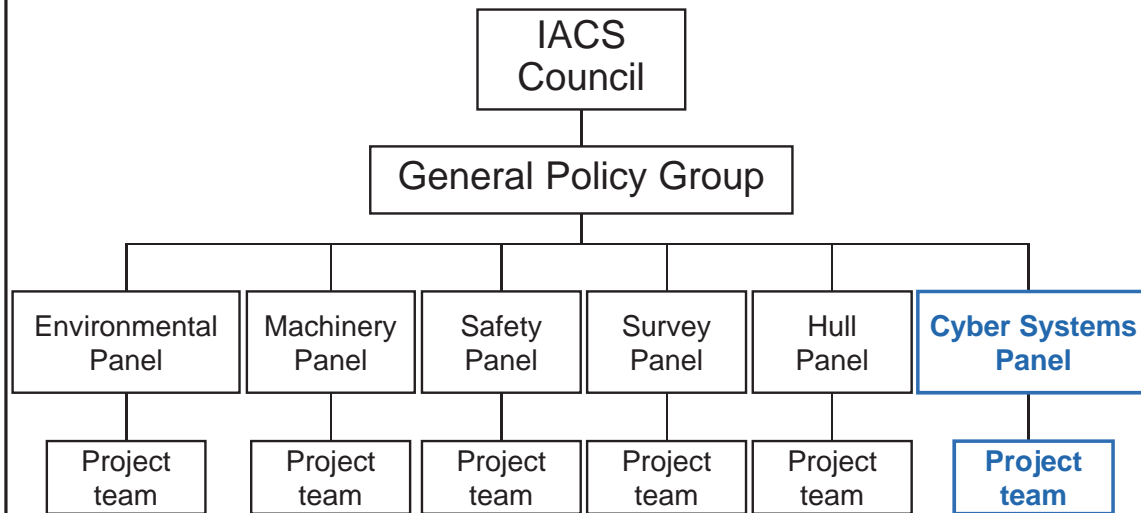 IACS
Council
General Policy Group
Environmental
Panel
Machinery
Panel
Safety
Panel
Survey
Panel
Hull
Panel
Cyber Systems
Panel
Project
team
Project
team
Project
team
Project
team
Project
team
Project
team